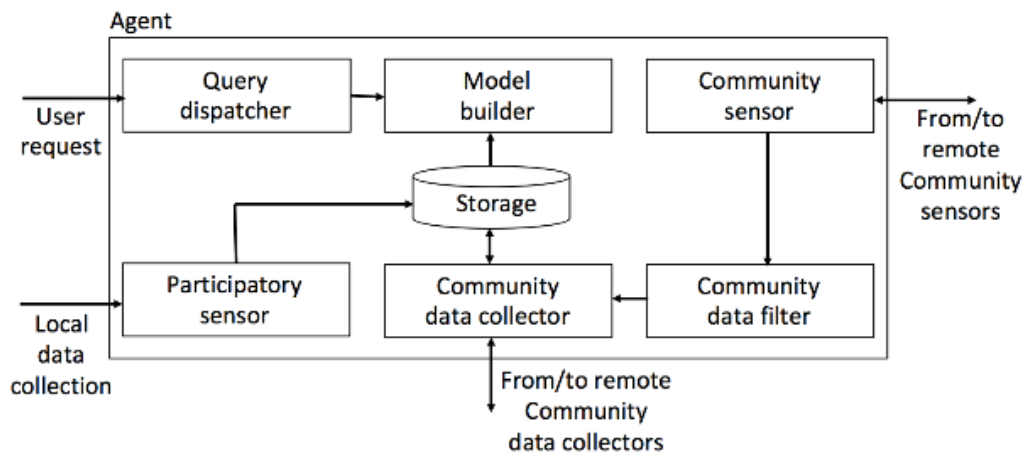 Agent
Query
dispatcher
Model
builder
Community
sensor
User
request
From/to
remote
Community
sensors
Storage
Participatory
sensor
Community
data collector
Community
data filter
Local
data
collection
From/to remote
Community
data collectors